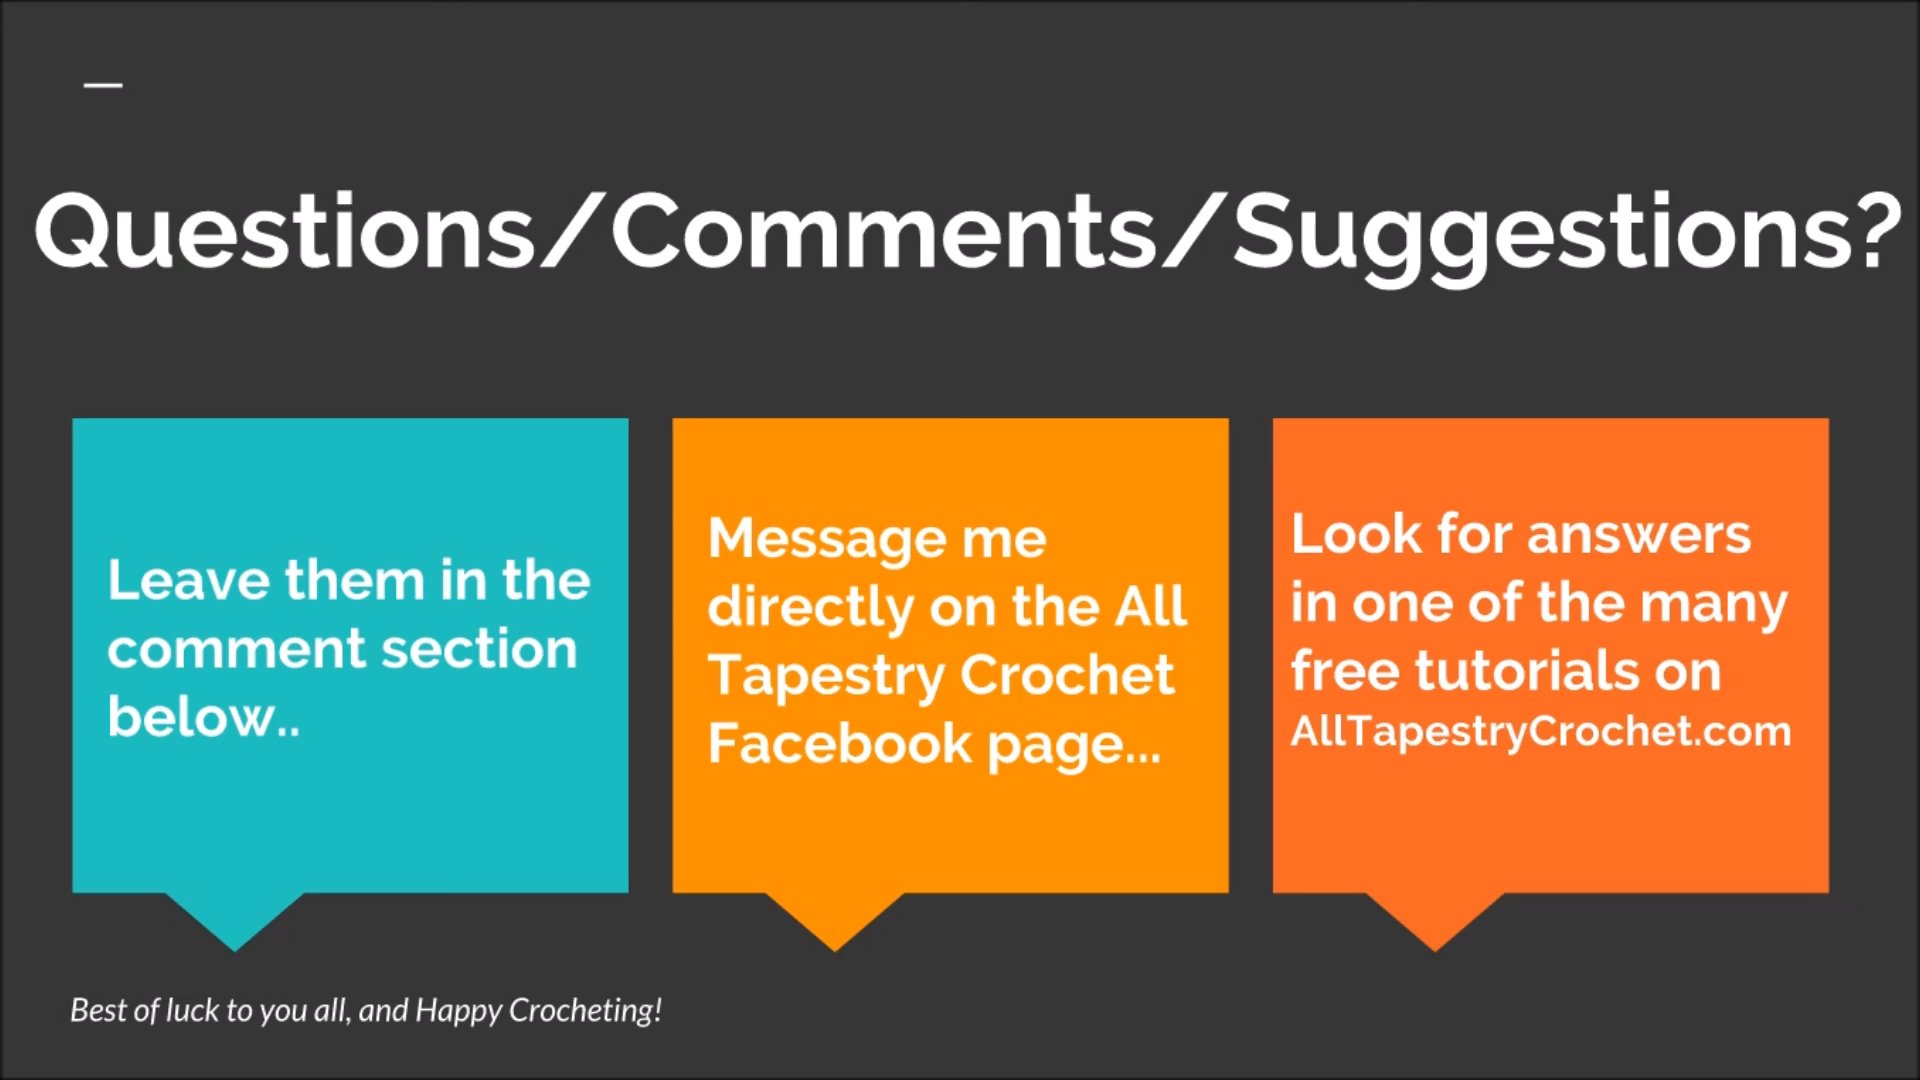 Questions/Comments/Suggestions?
Leave them in the
comment section
below..
Message me
directly on the All
Tapestry Crochet
Facebook page...
Look for answers
in one of the many
free tutorials on
AllTapestryCrochet.com
Best of luck to you all, and Happy Crocheting!